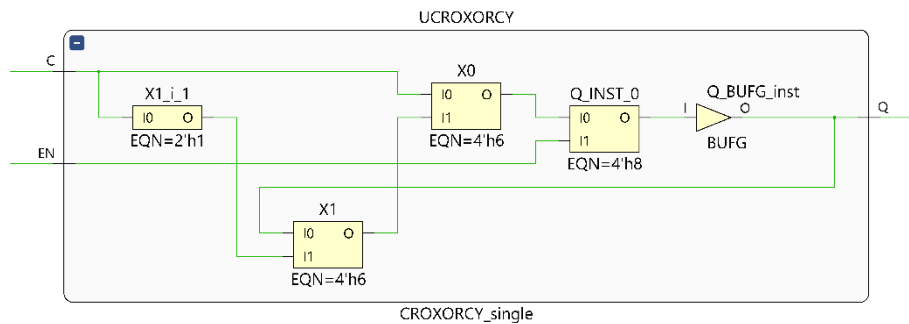 UCROXORCY
C
X1_i_1
I0 O
EQN=2'h1
X0
I0 O
I1
EQN=4'h6
Q_INST_0
I0 O
I1
EQN=4'h8
Q_BUFG_inst
I O
BUFG
Q
EN
X1
I0 O
I1
EQN=4'h6
CROXORCY_single